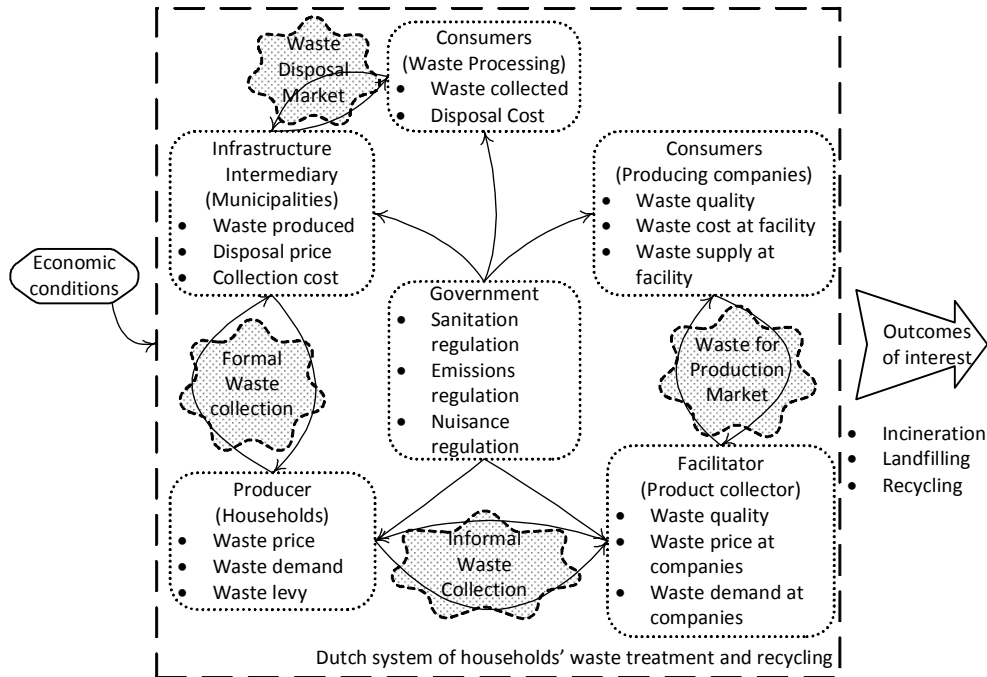 Waste
Disposal
Market
Consumers
(Waste Processing)
• Waste collected
• Disposal Cost
Infrastructure
Intermediary
(Municipalities)
• Waste produced
• Disposal price
• Collection cost
Consumers
(Producing companies)
• Waste quality
• Waste cost at facility
• Waste supply at
facility
Economic
conditions
Government
• Sanitation
regulation
• Emissions
regulation
• Nuisance
regulation
Formal
Waste
collection
Waste for
Production
Market
Outcomes
of interest
• Incineration
• Landfilling
• Recycling
Producer
(Households)
• Waste price
• Waste demand
• Waste levy
Informal
Waste
Collection
Facilitator
(Product collector)
• Waste quality
• Waste price at
companies
• Waste demand at
companies
Dutch system of households’ waste treatment and recycling